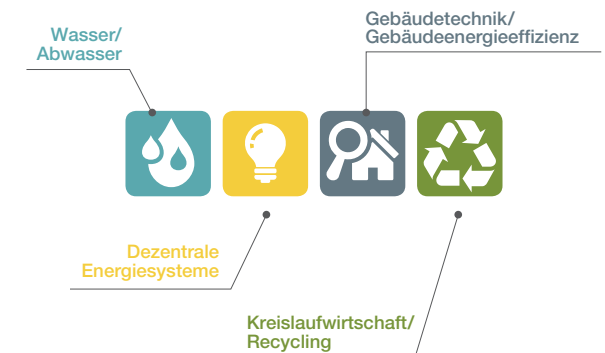 Wasser/
Abwasser
Gebäudetechnik/
Gebäudeenergieeffizienz
Dezentrale
Energiesysteme
Kreislaufwirtschaft/
Recycling